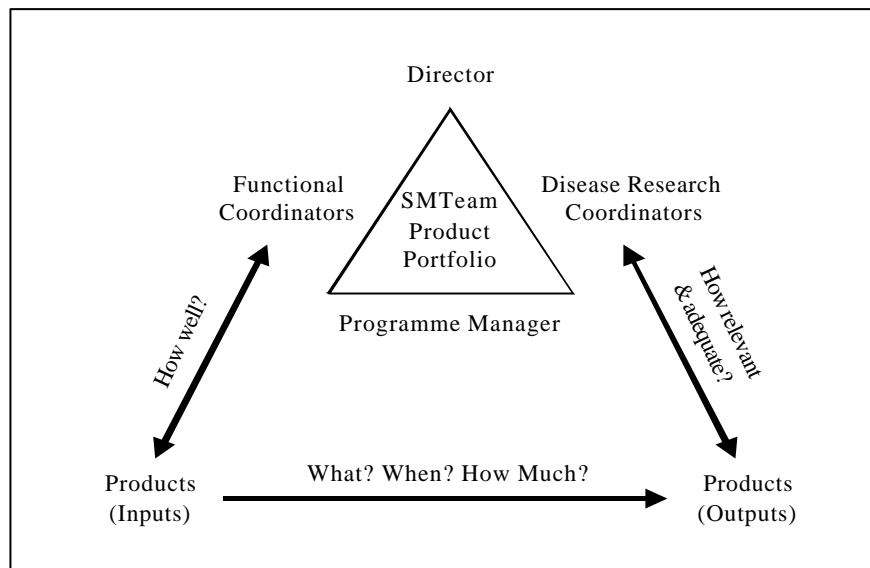 Director
Functional
Coordinators
SMTeam
Product
Portfolio
Disease Research
Coordinators
Programme Manager
How well?
How relevant
& adequate?
What? When? How Much?
Products
(Inputs)
Products
(Outputs)